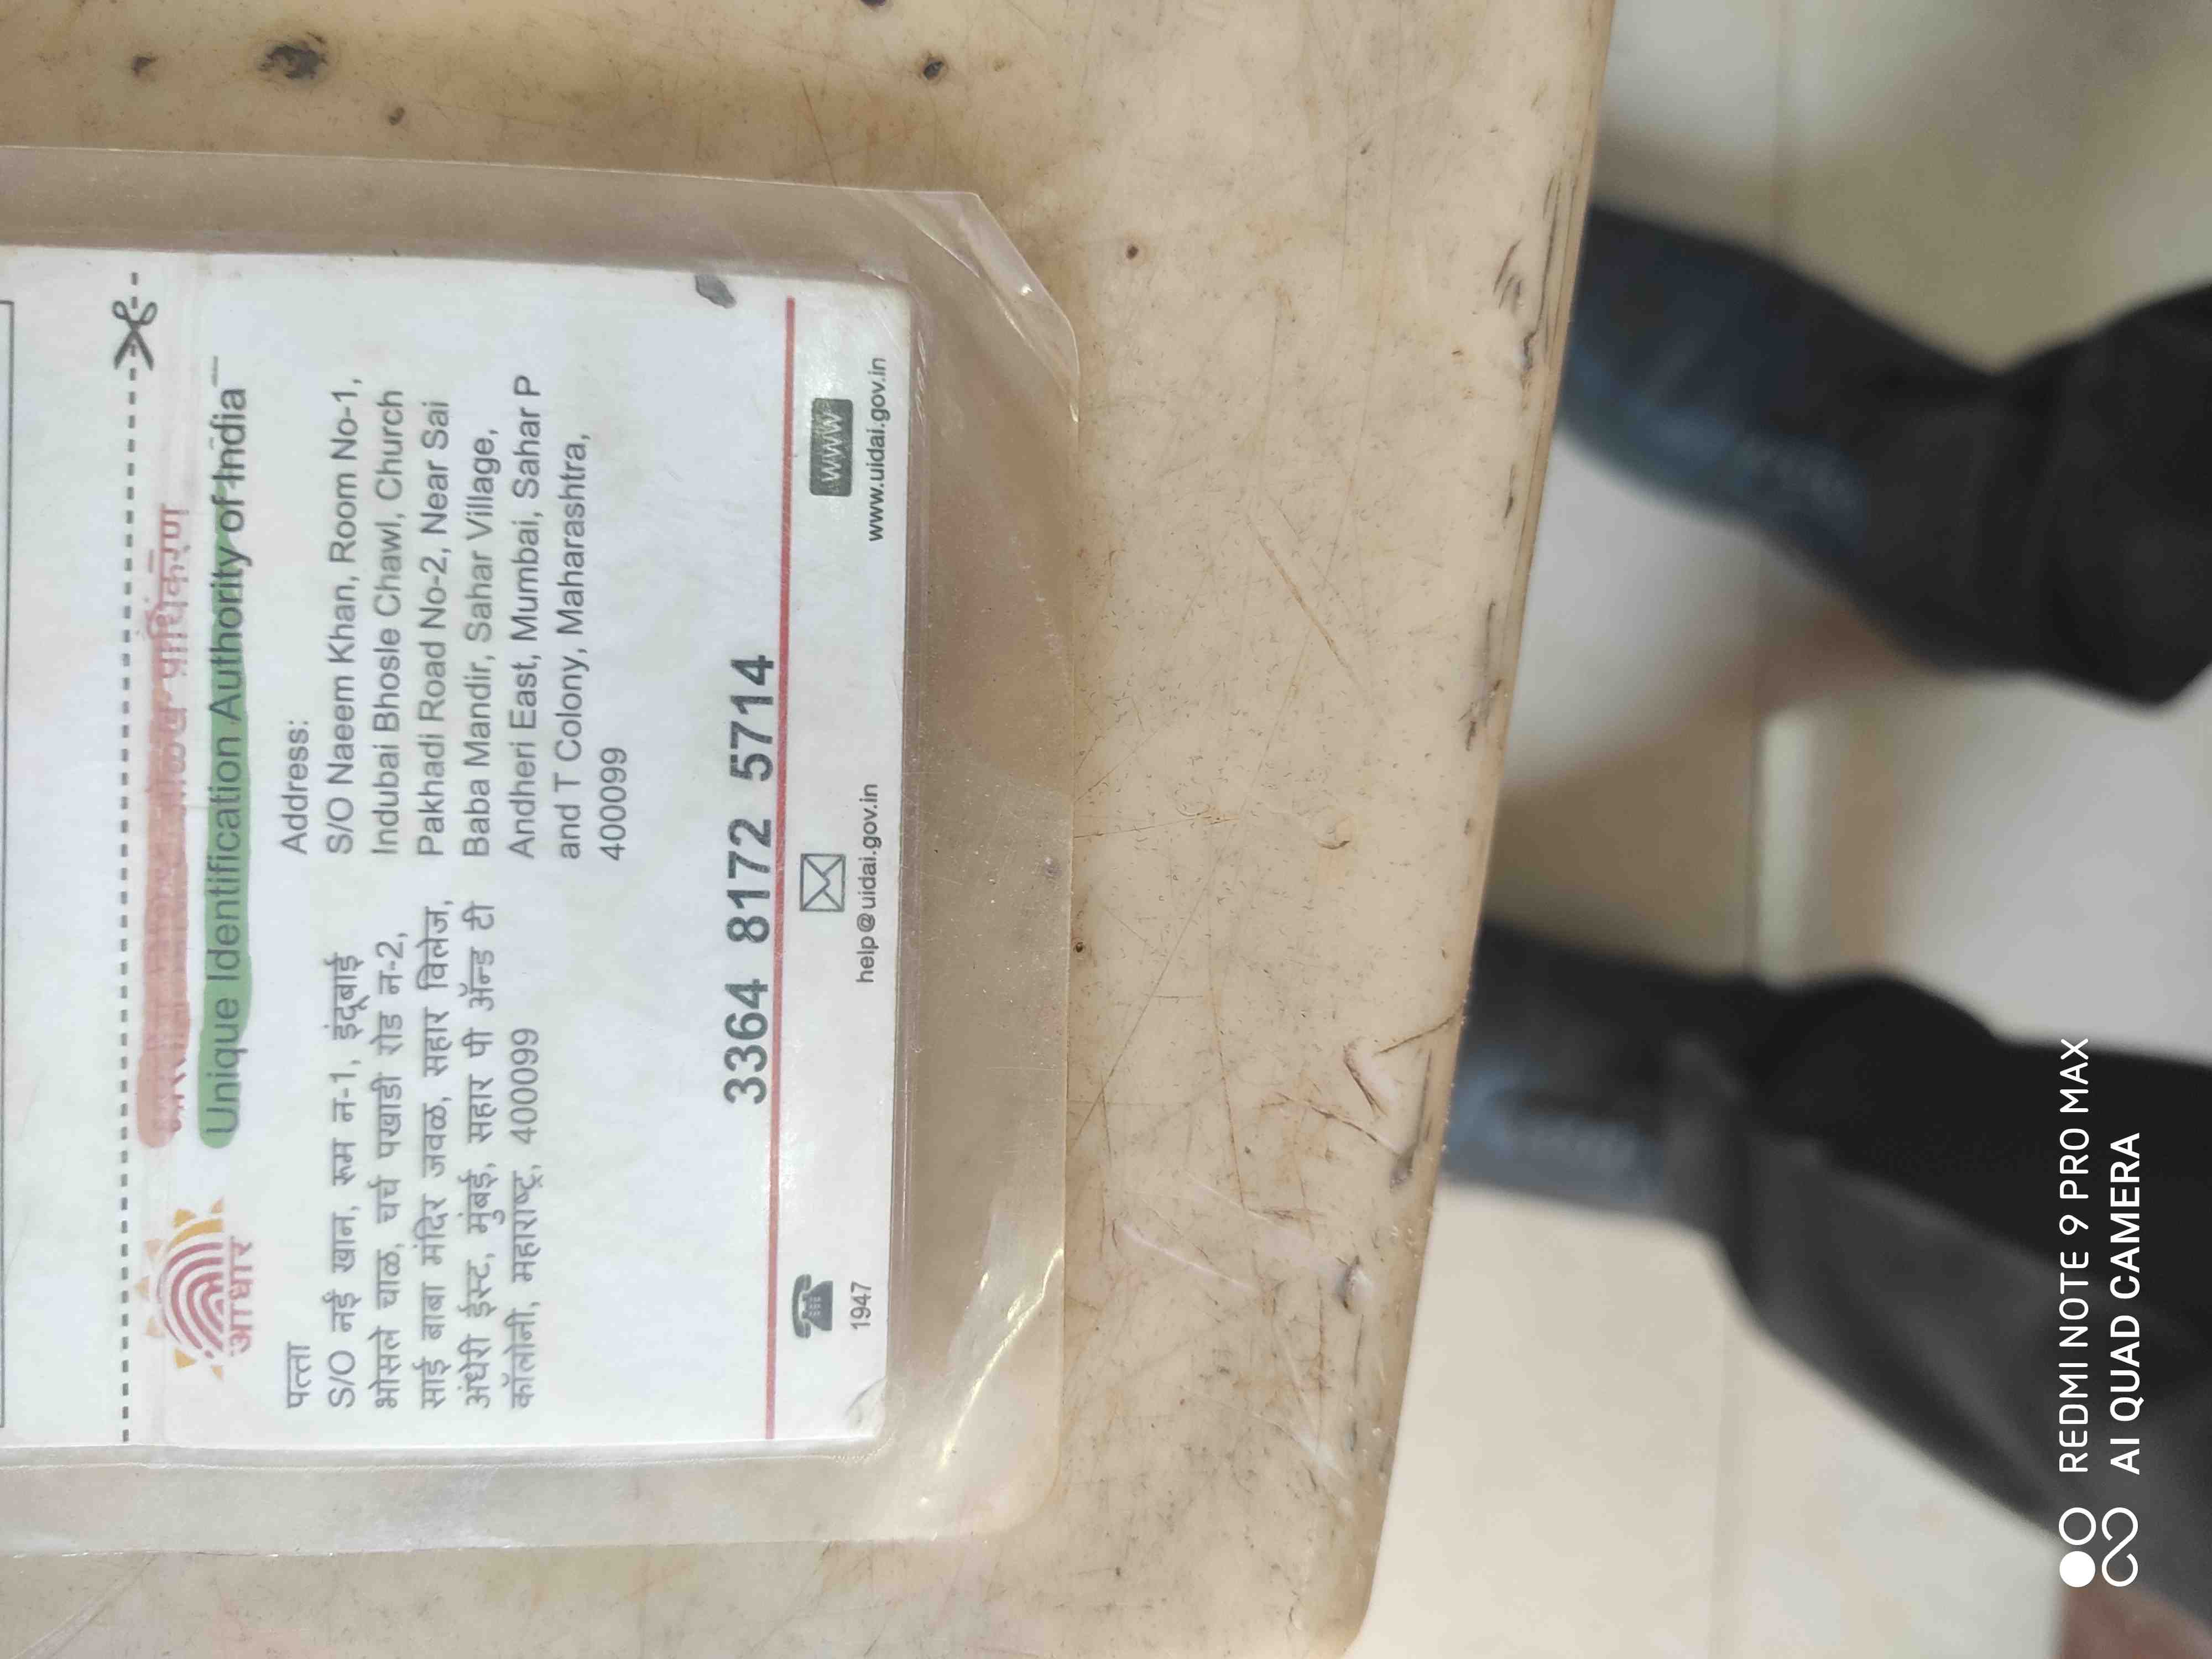 Unique Identification Authority of India
आधार
पत्ता
S/O नईं खान, रूम न-1, इंदूबाई
भोसले चाळ, चर्च पखाडी रोड न-2,
साई बाबा मंदिर जवळ, सहार विलेज,
अंधेरी ईस्ट, मुंबई, सहार पी ॲन्ड टी
कॉलोनी, महाराष्ट्र, 400099
Address:
S/O Naeem Khan, Room No-1,
Indubai Bhosle Chawl, Church
Pakhadi Road No-2, Near Sai
Baba Mandir, Sahar Village,
Andheri East, Mumbai, Sahar P
and T Colony, Maharashtra,
400099
3364 8172 5714
1947
help@uidai.gov.in
www
www.uidai.gov.in
REDMI NOTE 9 PRO MAX
AI QUAD CAMERA